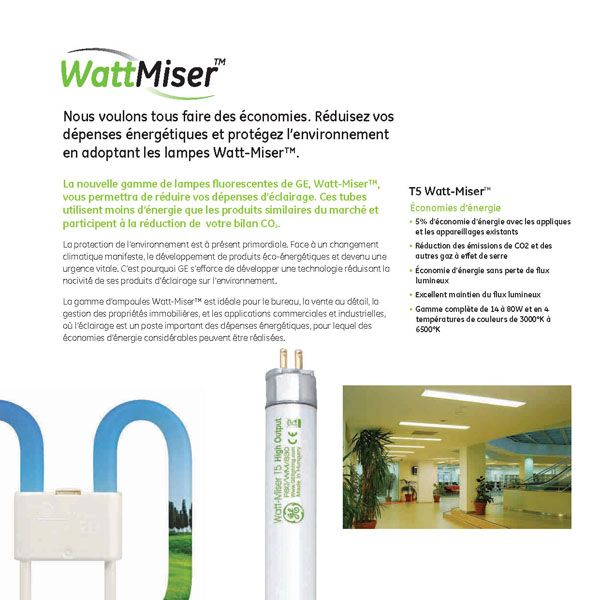 WattMiser™
Nous voulons tous faire des économies. Réduisez vos
dépenses énergétiques et protégez l'environnement
en adoptant les lampes Watt-Miser™.
La nouvelle gamme de lampes fluorescentes de GE, Watt-Miser™,
vous permettra de réduire vos dépenses d'éclairage. Ces tubes
utilisent moins d'énergie que les produits similaires du marché et
participent à la réduction de votre bilan CO₂.
La protection de l'environnement est à présent primordiale. Face à un changement
climatique manifeste, le développement de produits éco-énergétiques et devenu une
urgence vitale. C'est pourquoi GE s'efforce de développer une technologie réduisant la
nocivité de ses produits d'éclairage sur l'environnement.
La gamme d'ampoules Watt-Miser™ est idéale pour le bureau, la vente au détail, la
gestion des propriétés immobilières, et les applications commerciales et industrielles,
où l'éclairage est un poste important des dépenses énergétiques, pour lequel des
économies d'énergie considérables peuvent être réalisées.
T5 Watt-Miser™
Économies d'énergie
• 5% d'économie d'énergie avec les appliques
et les appareillages existants
• Réduction des émissions de CO2 et des
autres gaz à effet de serre
• Économie d'énergie sans perte de flux
lumineux
• Excellent maintien du flux lumineux
• Gamme complète de 14 à 80W et en 4
températures de couleurs de 3000°K à
6500°K
Watt-Miser T5 High Output
Made in Hungary
CE
GE